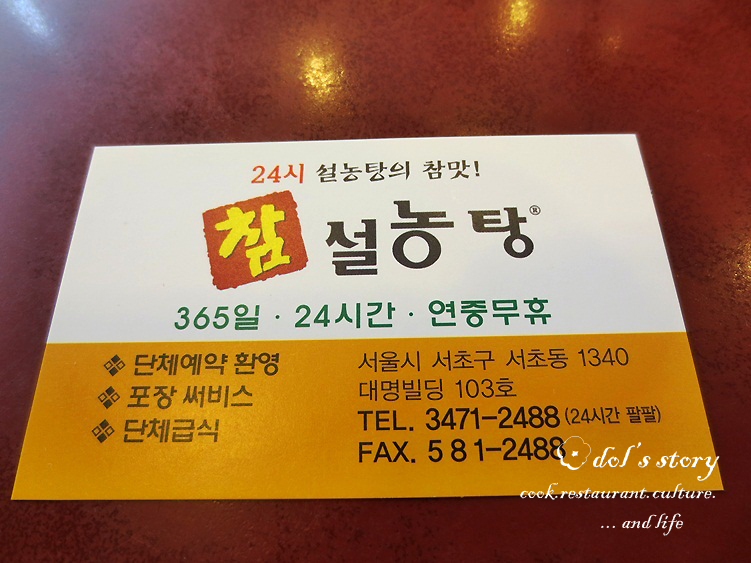 24시 설농탕의 참맛!
참 설농탕®
365일 · 24시간 · 연중무휴
단체예약 환영
포장 써비스
단체급식
서울시 서초구 서초동 1340
대명빌딩 103호
TEL. 3471-2488 (24시간 팔팔)
FAX. 581-2488
dol's story
cook.restaurant.culture.
... and life